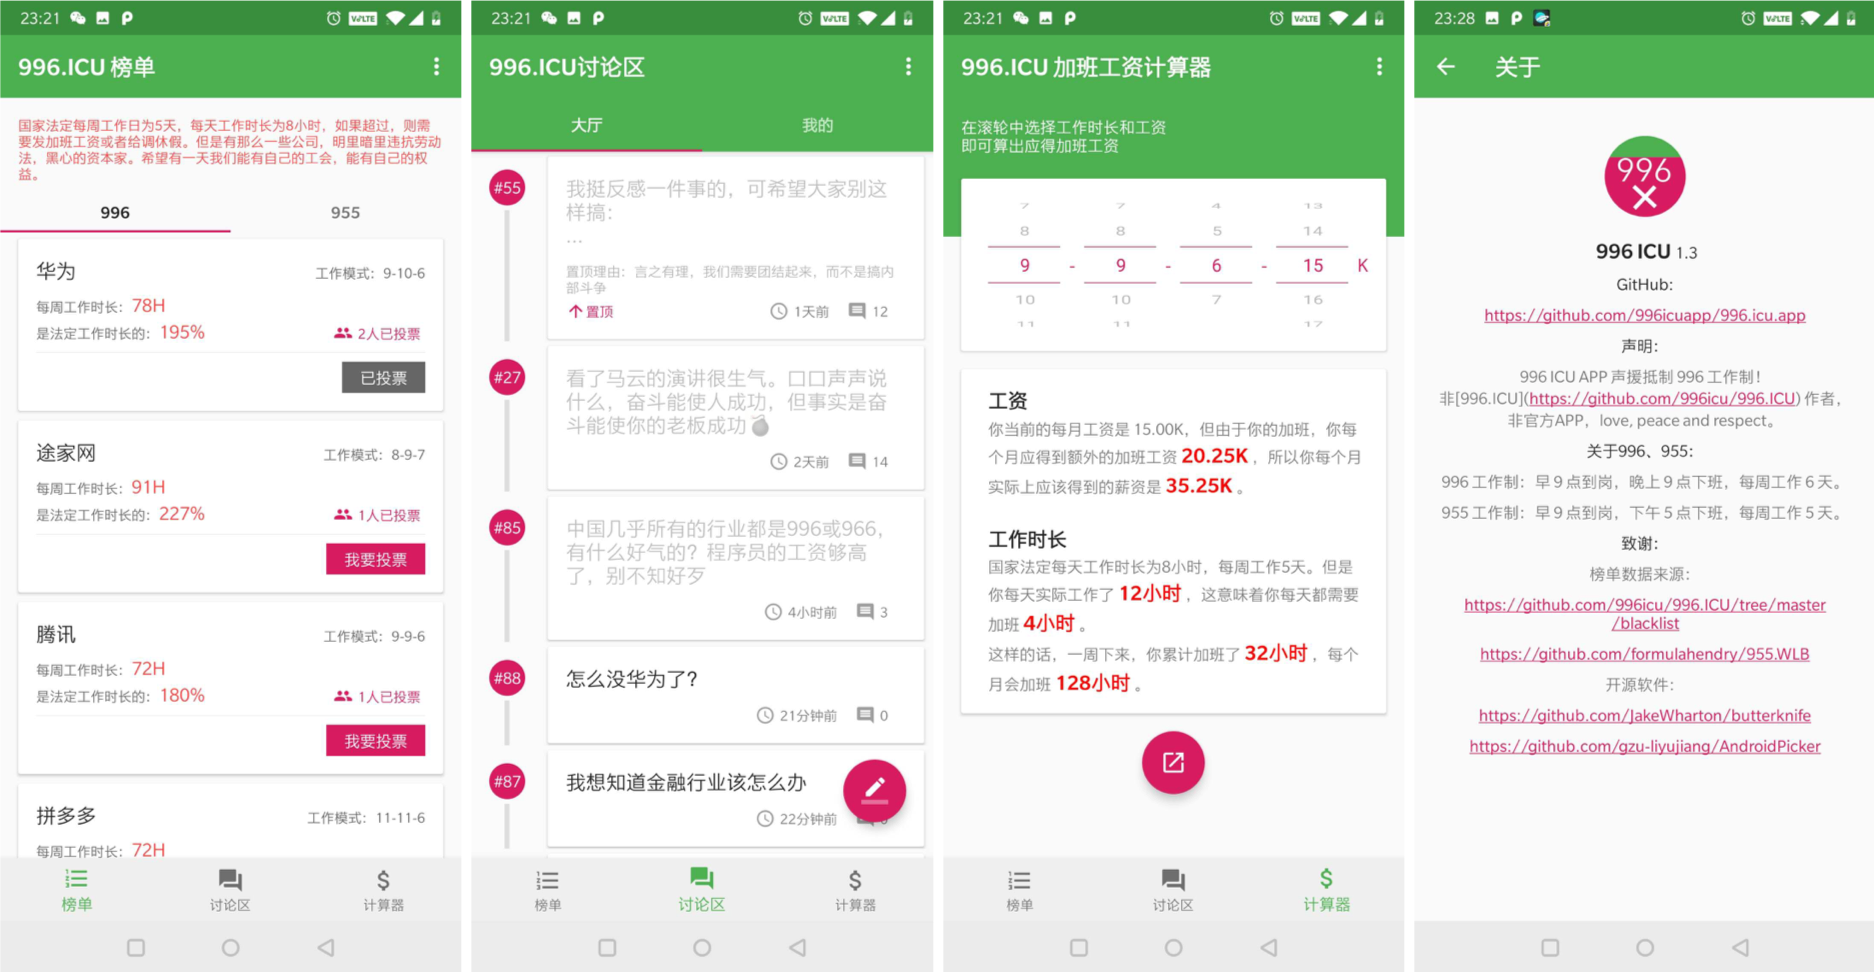 23:21
VoLTE
996.ICU 榜单
国家法定每周工作日为5天，每天工作时长为8小时，如果超过，则需
要发加班工资或者给调休假。但是有那么一些公司，明里暗里违抗劳动
法，黑心的资本家。希望有一天我们能有自己的工会，能有自己的权
益。
996
955
华为
工作模式：9-10-6
每周工作时长：78H
是法定工作时长的：195%
2人已投票
已投票
途家网
工作模式：8-9-7
每周工作时长：91H
是法定工作时长的：227%
1人已投票
我要投票
腾讯
工作模式：9-9-6
每周工作时长：72H
是法定工作时长的：180%
1人已投票
我要投票
拼多多
工作模式：11-11-6
每周工作时长：72H
榜单
讨论区
计算器
23:21
VoLTE
996.ICU讨论区
大厅
我的
#55
我挺反感一件事的，可希望大家别这
样搞：
...
置顶理由：言之有理，我们需要团结起来，而不是搞内
部斗争
置顶
1天前
12
#27
看了马云的演讲很生气。口口声声说
什么，奋斗能使人成功，但事实是奋
斗能使你的老板成功💣
2天前
14
#85
中国几乎所有的行业都是996或966，
有什么好气的？程序员的工资够高
了，别不知好歹
4小时前
3
#88
怎么没华为了？
21分钟前
0
#87
我想知道金融行业该怎么办
22分钟前
榜单
讨论区
计算器
23:21
VoLTE
996.ICU 加班工资计算器
在滚轮中选择工作时长和工资
即可算出应得加班工资
7 7 4 13
8 8 5 14
9 - 9 - 6 - 15 K
10 10 7 16
11 11 17
工资
你当前的每月工资是 15.00K，但由于你的加班，你每
个月应得到额外的加班工资 20.25K ，所以你每个月
实际上应该得到的薪资是 35.25K 。
工作时长
国家法定每天工作时长为8小时，每周工作5天。但是
你每天实际工作了 12小时 ，这意味着你每天都需要
加班 4小时 。
这样的话，一周下来，你累计加班了 32小时 ，每个
月会加班 128小时 。
榜单
讨论区
计算器
23:28
VoLTE
关于
996
996 ICU 1.3
GitHub:
https://github.com/996icuapp/996.icu.app
声明:
996 ICU APP 声援抵制 996 工作制！
非[996.ICU](https://github.com/996icu/996.ICU) 作者，
非官方APP，love, peace and respect。
关于996、955:
996 工作制：早 9 点到岗，晚上 9 点下班，每周工作 6 天。
955 工作制：早 9 点到岗，下午 5 点下班，每周工作 5 天。
致谢:
榜单数据来源:
https://github.com/996icu/996.ICU/tree/master
/blacklist
https://github.com/formulahendry/955.WLB
开源软件:
https://github.com/JakeWharton/butterknife
https://github.com/gzu-liyujiang/AndroidPicker